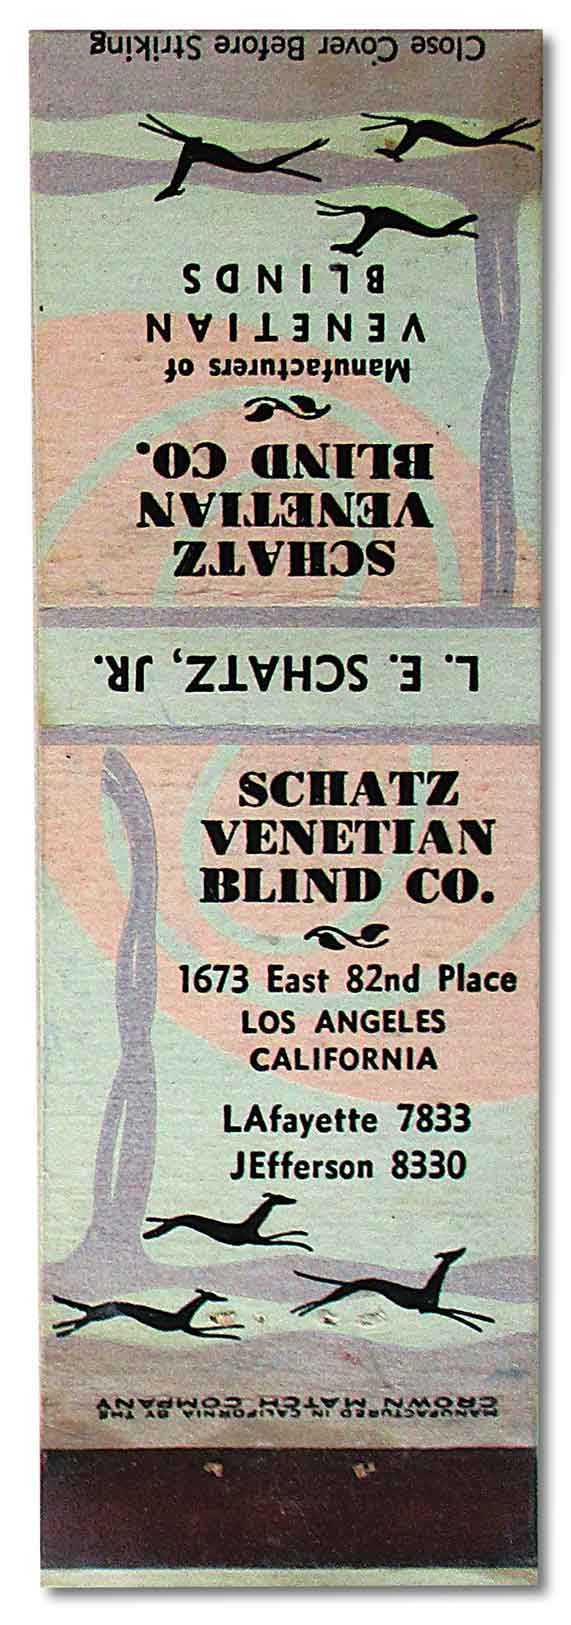 Close Cover Before Striking
SCHATZ
VENETIAN
BLIND CO.
Manufacturers of
VENETIAN
BLINDS
L. E. SCHATZ, JR.
SCHATZ
VENETIAN
BLIND CO.
1673 East 82nd Place
LOS ANGELES
CALIFORNIA
LAfayette 7833
JEfferson 8330
CROWN MATCH COMPANY
MANUFACTURED IN CALIFORNIA BY THE